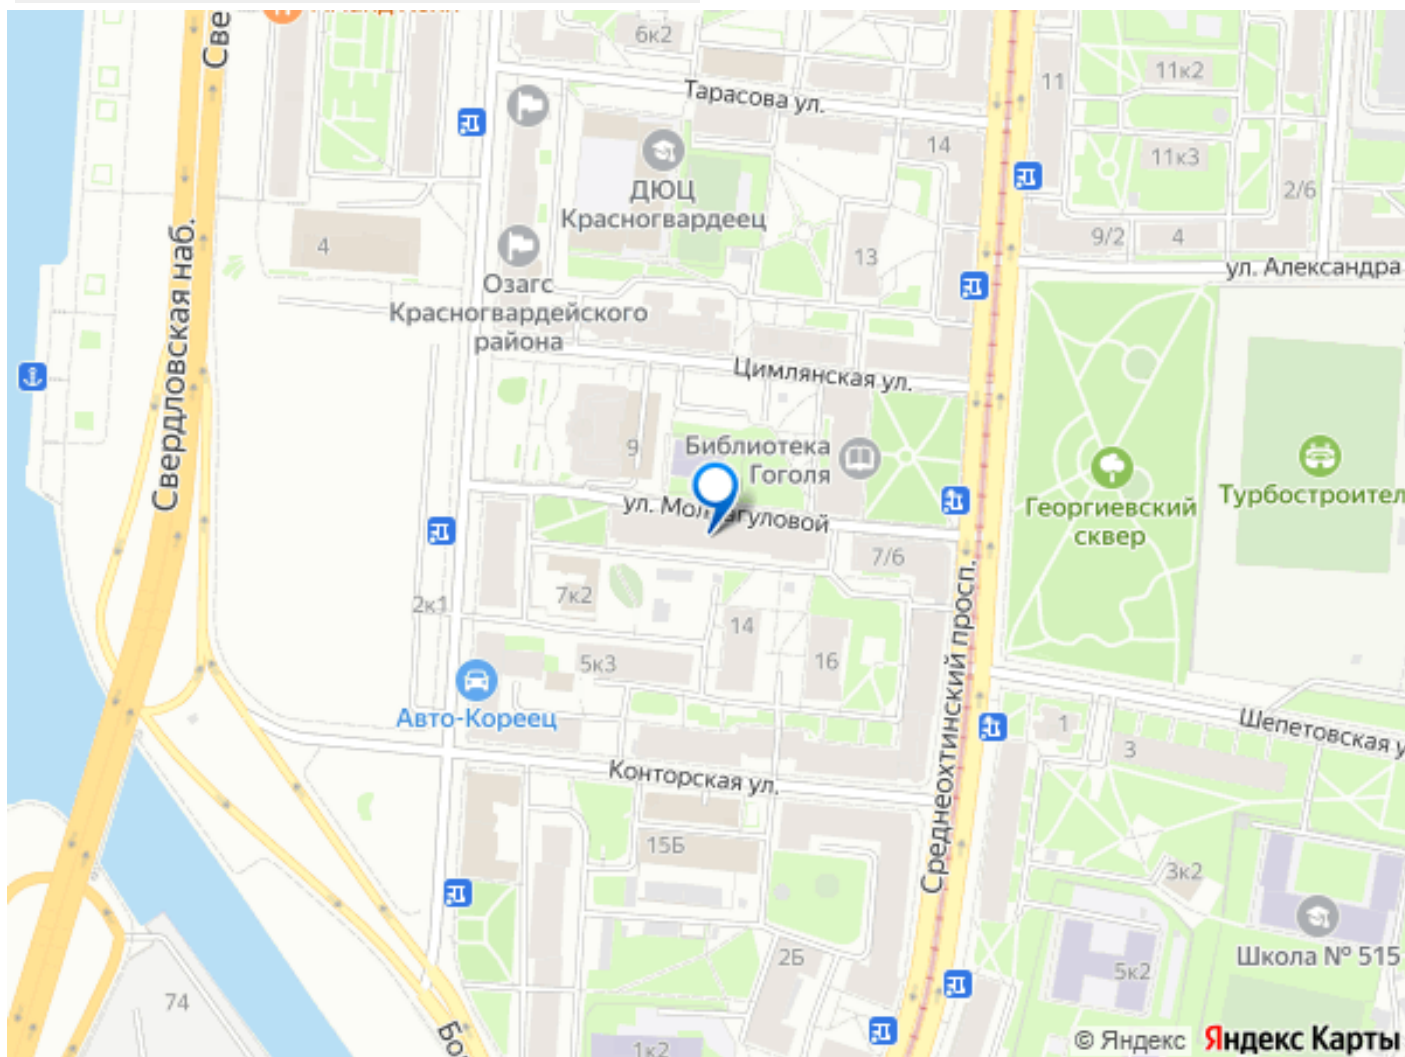 Све
6к2
Тарасова ул.
11
11к2
14
11к3
ДЮЦ
Красногвардеец
2/6
4
13
9/2
4
ул. Александра
Озагс
Красногвардейского
района
Свердловская наб.
Цимлянская ул.
9
Библиотека
Гоголя
Георгиевский
сквер
Турбостроител
7/6
2к1
7к2
14
5к3
16
Авто-Кореец
Среднеохтинский просп.
1
3
Шепетовская у
Конторская ул.
15Б
3к2
Школа № 515
2Б
5к2
74
1к2
© Яндекс
Яндекс Карты